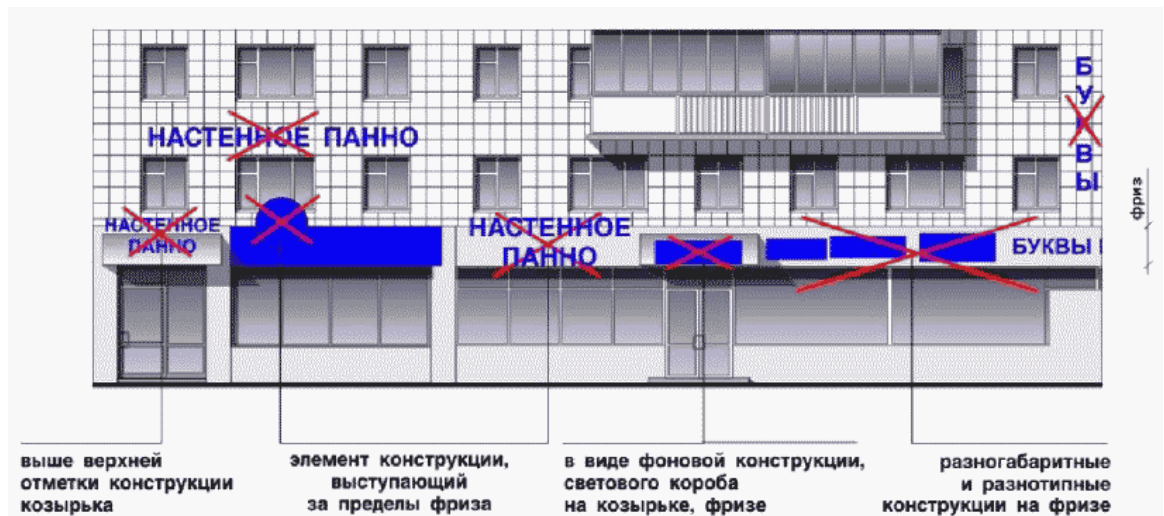 Б
У
В
Ы
НАСТЕННОЕ ПАННО
НАСТЕННОЕ
ПАННО
НАСТЕННОЕ
ПАННО
БУКВЫ
фриз
выше верхней
отметки конструкции
козырька
элемент конструкции,
выступающий
за пределы фриза
в виде фоновой конструкции,
светового короба
на козырьке, фризе
разногабаритные
и разнотипные
конструкции на фризе